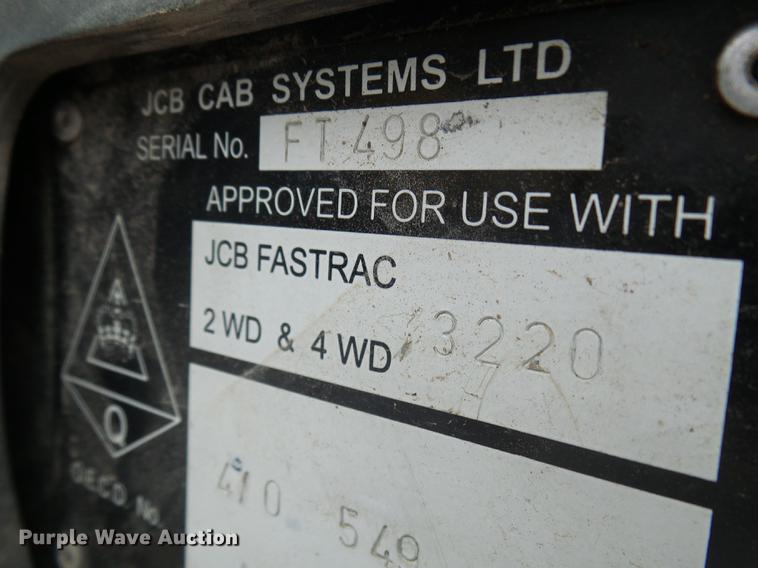 JCB CAB SYSTEMS LTD
SERIAL No. FT 498
APPROVED FOR USE WITH
JCB FASTRAC
2 WD & 4 WD 3220
Q
O.E.C.D. No.
410 549
Purple Wave Auction